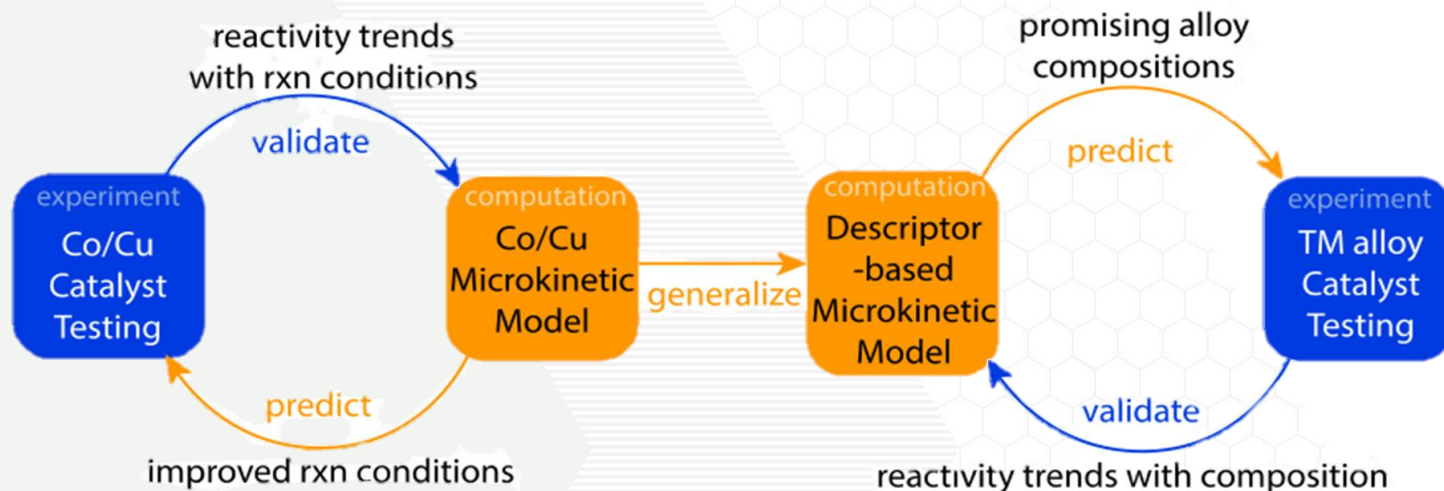 reactivity trends
with rxn conditions
validate
experiment
Co/Cu
Catalyst
Testing
computation
Co/Cu
Microkinetic
Model
predict
improved rxn conditions
generalize
promising alloy
compositions
predict
computation
Descriptor
-based
Microkinetic
Model
experiment
TM alloy
Catalyst
Testing
validate
reactivity trends with composition